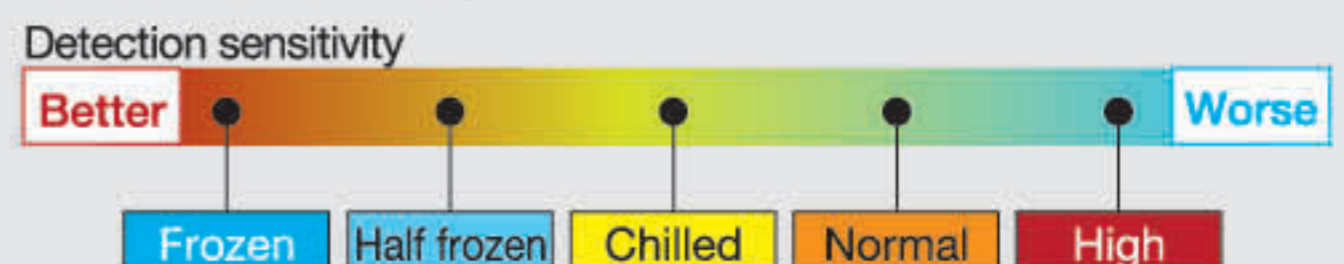 Detection sensitivity
Better Worse
Frozen Half frozen Chilled Normal High